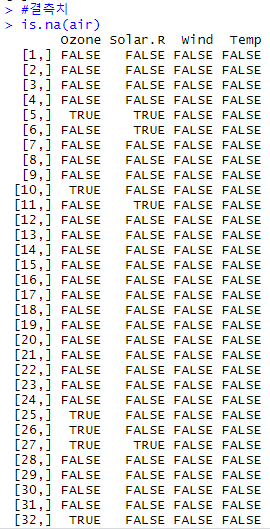 > #결측치
> is.na(air)
Ozone Solar.R Wind Temp
[1,] FALSE FALSE FALSE FALSE
[2,] FALSE FALSE FALSE FALSE
[3,] FALSE FALSE FALSE FALSE
[4,] FALSE FALSE FALSE FALSE
[5,] TRUE TRUE FALSE FALSE
[6,] FALSE TRUE FALSE FALSE
[7,] FALSE FALSE FALSE FALSE
[8,] FALSE FALSE FALSE FALSE
[9,] FALSE FALSE FALSE FALSE
[10,] TRUE FALSE FALSE FALSE
[11,] FALSE TRUE FALSE FALSE
[12,] FALSE FALSE FALSE FALSE
[13,] FALSE FALSE FALSE FALSE
[14,] FALSE FALSE FALSE FALSE
[15,] FALSE FALSE FALSE FALSE
[16,] FALSE FALSE FALSE FALSE
[17,] FALSE FALSE FALSE FALSE
[18,] FALSE FALSE FALSE FALSE
[19,] FALSE FALSE FALSE FALSE
[20,] FALSE FALSE FALSE FALSE
[21,] FALSE FALSE FALSE FALSE
[22,] FALSE FALSE FALSE FALSE
[23,] FALSE FALSE FALSE FALSE
[24,] FALSE FALSE FALSE FALSE
[25,] TRUE FALSE FALSE FALSE
[26,] TRUE FALSE FALSE FALSE
[27,] TRUE TRUE FALSE FALSE
[28,] FALSE FALSE FALSE FALSE
[29,] FALSE FALSE FALSE FALSE
[30,] FALSE FALSE FALSE FALSE
[31,] FALSE FALSE FALSE FALSE
[32,] TRUE FALSE FALSE FALSE